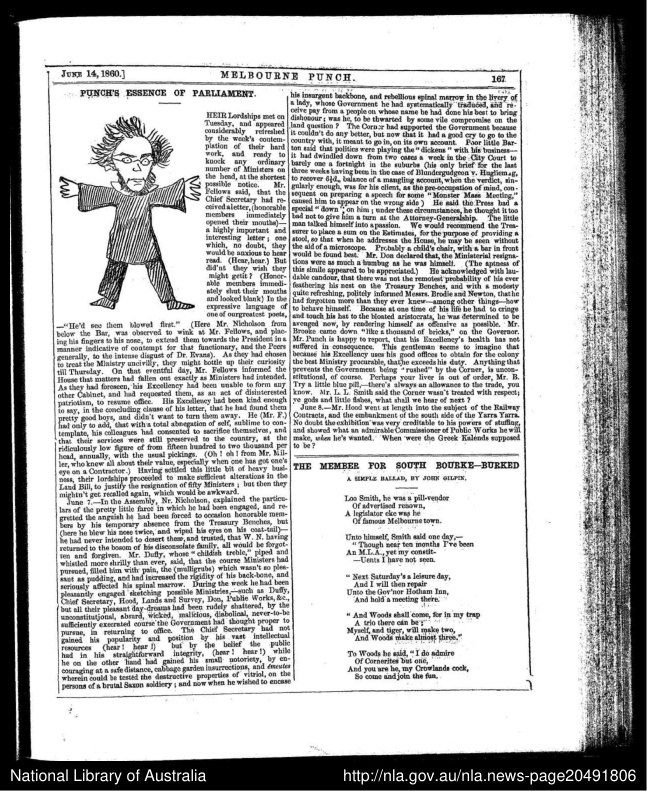 JUNE 14, 1860.]
MELBOURNE PUNCH.
167
PUNCH'S ESSENCE OF PARLIAMENT.
HEIR Lordships met on
Tuesday, and appeared
considerably refreshed
by the week's contem-
plation of their hard
work, and ready to
knock any ordinary
number of Ministers on
the head, at the shortest
possible notice. Mr.
Fellows said, that the
Chief Secretary had re-
ceived a letter, (honorable
members immediately
opened their mouths)—
a highly important and
interesting letter; one
which, no doubt, they
would be anxious to hear
read. (Hear, hear.) But
did'nt they wish they
might getit? (Honor-
able members immedi-
ately shut their mouths
and looked blank) In the
expressive language of
one of ourgreatest poets,
—"He'd see them blowed first." (Here Mr. Nicholson from
below the Bar, was observed to wink at Mr. Fellows, and plac-
ing his fingers to his nose, to extend them towards the President in a
manner indicative of contempt for that functionary, and the Peers
generally, to the intense disgust of Dr. Evans). As they had chosen
to treat the Ministry uncivilly, they might bottle up their curiosity
till Thursday. On that eventful day, Mr. Fellows informed the
House that matters had fallen out exactly as Ministers had intended.
As they had foreseen, his Excellency had been unable to form any
other Cabinet, and had requested them, as an act of disinterested
patriotism, to resume office. His Excellency had been kind enough
to say, in the concluding clause of his letter, that he had found them
pretty good boys, and didn't want to turn them away. He (Mr. F.)
had only to add, that with a total abnegation of self, sublime to con-
template, his colleagues had consented to sacrifice themselves, and
that their services were still preserved to the country, at the
ridiculously low figure of from fifteen hundred to two thousand per
head, annually, with the usual pickings. (Oh! oh! from Mr. Mil-
ler, who knew all about their value, especially when one has got one's
eye on a Contractor.) Having settled this little bit of heavy busi-
ness, their lordships proceeded to make sufficient alterations in the
Land Bill, to justify the resignation of fifty Ministers; but then they
mightn't get recalled again, which would be awkward.
June 7.—In the Assembly, Mr. Nicholson, explained the particu-
lars of the pretty little farce in which he had been engaged, and re-
gretted the anguish he had been forced to occasion honorable mem-
bers by his temporary absence from the Treasury Benches, but
(here he blew his nose twice, and wiped his eyes on his coat-tail)—
he had never intended to desert them, and trusted, that W. N. having
returned to the bosom of his disconsolate family, all would be forgot-
ten and forgiven. Mr. Duffy, whose "childish treble," piped and
whistled more shrilly than ever, said, that the course Ministers had
pursued, filled him with pain, the (mulligrubs) which wasn't so pleas-
ant as pudding, and had increased the rigidity of his back-bone, and
seriously affected his spinal marrow. During the week he had been
pleasantly engaged sketching possible Ministries,—such as Duffy,
Chief Secretary, Hood, Lands and Survey, Don, Public Works, &c.,
but all their pleasant day-dreams had been rudely shattered, by the
unconstitutional, absurd, wicked, malicious, diabolical, never-to-be
sufficiently execrated course the Government had thought proper to
pursue, in returning to office. The Chief Secretary had not
gained his popularity and position by his vast intellectual
resources (hear! hear!) but by the belief the public
had in his straightforward integrity, (hear! hear!) while
he on the other hand had gained his small notoriety, by en-
couraging at a safe distance, cabbage garden insurrections, and émeutes
wherein could be tested the destructive properties of vitriol, on the
persons of a brutal Saxon soldiery; and now when he wished to encase
his insurgent backbone, and rebellious spinal marrow in the livery of
a lady, whose Government he had systematically traduced, and re-
ceive pay from a people on whose name he had done his best to bring
dishonour; was he, to be thwarted by some vile compromise on the
land question? The Corner had supported the Government because
it couldn't do any better, but now that it had a good cry to go to the
country with, it meant to go in, on its own account. Poor little Bar-
ton said that politics were playing the "dickens" with his business—
it had dwindled down from two cases a week in the City Court to
barely one a fortnight in the suburbs (his only brief for the last
three weeks having been in the case of Blundergudgeon v.
to recover balance of a mangling account, when the verdict, sin-
gularly enough, was for his client, as the pre-occupation of mind, con-
sequent on preparing a speech for some "Monster Mass Meeting,"
caused him to appear on the wrong side) He said the Press had a
special "down" on him; under these circumstances, he thought it too
bad not to give him a turn at the Attorney-Generalship. The little
man talked himself into a passion. We would recommend the Trea-
surer to place a sum on the Estimates, for the purpose of providing a
stool, so that when he addresses the House, he may be seen without
the aid of a microscope. Probably a child's chair, with a bar in front
would be found best. Mr. Don declared that, the Ministerial resigna-
tions were as much a humbug as he was himself. (The aptness of
this simile appeared to be appreciated.) He acknowledged with lau-
dable candour, that there was not the remotest probability of his ever
feathering his nest on the Treasury Benches, and with a modesty
quite refreshing, politely informed Messrs. Brodie and Newton, that he
had forgotten more than they ever knew—among other things—how
to behave himself. Because at one time of his life he had to cringe
and touch his hat to the bloated aristocrats, he was determined to be
avenged now, by rendering himself as offensive as possible. Mr.
Brooke came down "like a thousand of bricks," on the Governor.
Mr. Punch is happy to report, that his Excellency's health has not
suffered in consequence. This gentleman seems to imagine that
because his Excellency uses his good offices to obtain for the colony
the best Ministry procurable, that he exceeds his duty. Anything that
prevents the Government being "rushed" by the Corner, is uncon-
stitutional, of course. Perhaps your liver is out of order, Mr. B.
Try a little blue pill,—there's always an allowance to the trade, you
know. Mr. L. L. Smith said the Corner wasn't treated with respect;
ye gods and little fishes, what shall we hear of next?
June 8.—Mr. Hood went at length into the subject of the Railway
Contracts, and the embankment of the south side of the Yarra Yarra.
No doubt the exhibition was very creditable to his powers of stuffing,
and showed what an admirable Commissioner of Public Works he will
make, when he's wanted. When were the Greek Kalends supposed
to be?
THE MEMBER FOR SOUTH BOURKE—BURKED
A SIMPLE BALLAD, BY JOHN GILPIN.
Loo Smith, he was a pill-vendor
Of advertised renown,
A legislator eke was he
Of famous Melbourne town.
Unto himself, Smith said one day,—
"Though near ten months I've been
An M.L.A., yet my constit-
—Uents I have not seen.
"Next Saturday's a leisure day,
And I will then repair
Unto the Gov'nor Hotham Inn,
And hold a meeting there.
"And Woods shall come, for in my trap
A trio there can be;
Myself, and tiger, will make two,
And Woods make almost three."
To Woods he said, "I do admire
Of Cornerites but one,
And you are he, my Crowlands cock,
So come and join the fun.
National Library of Australia
http://nla.gov.au/nla.news-page20491806